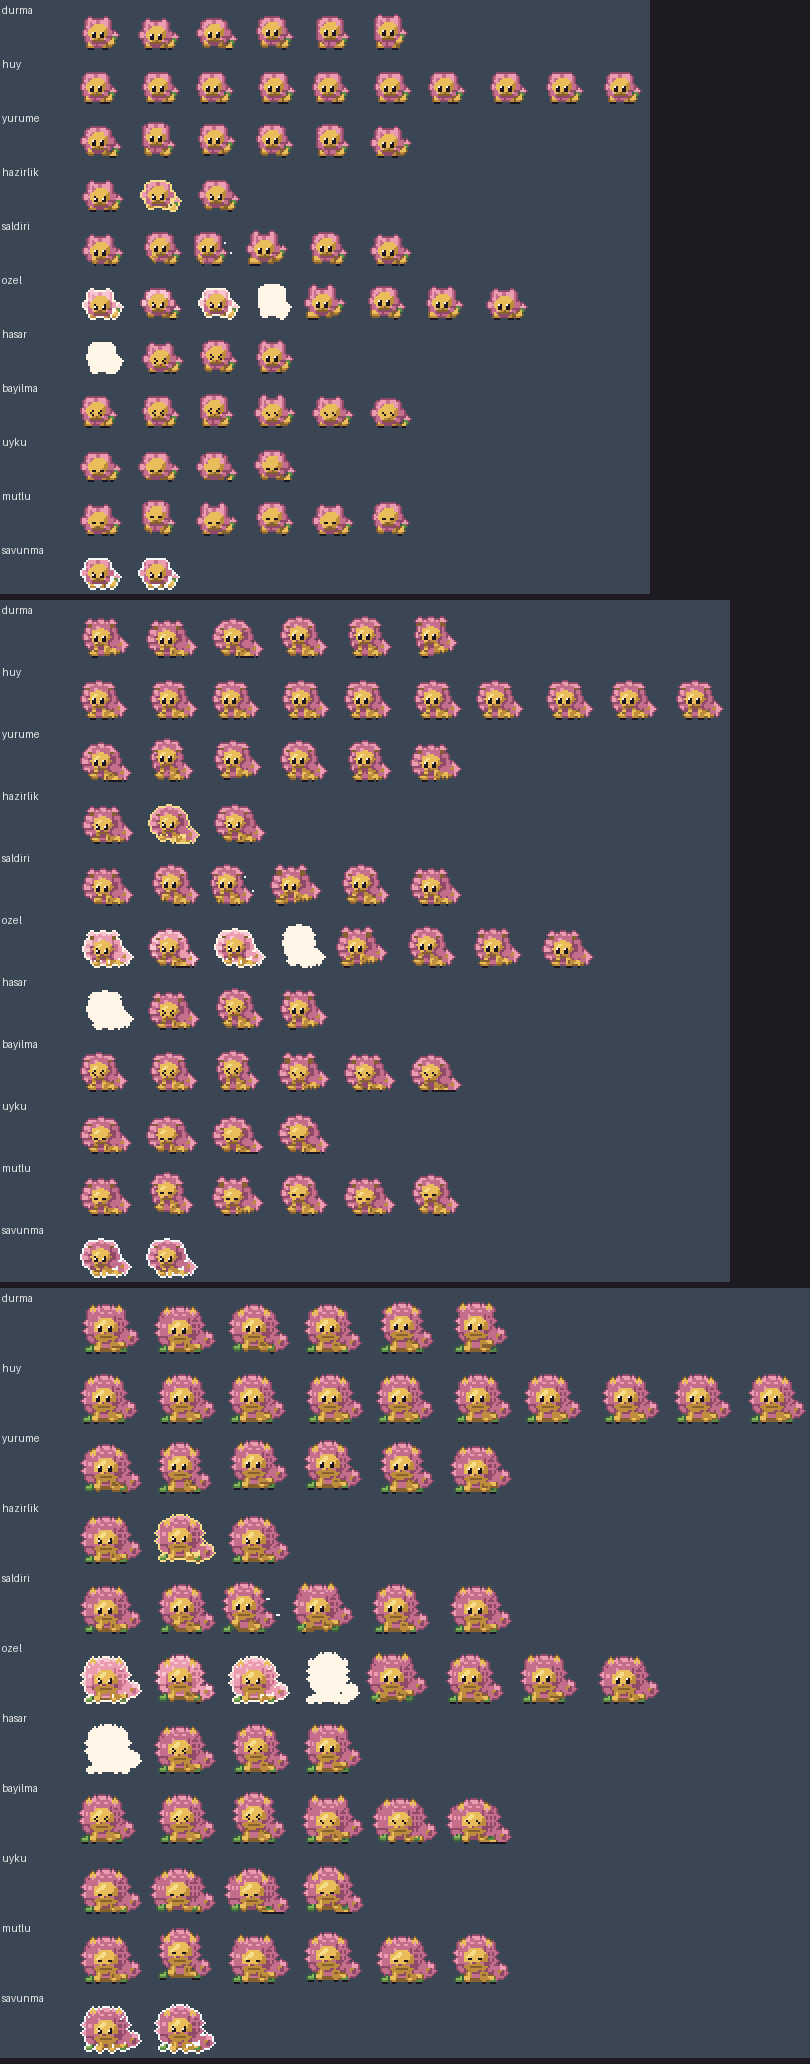 durma
huy
yurume
hazirlik
saldiri
ozel
hasar
bayilma
uyku
mutlu
savunma
durma
huy
yurume
hazirlik
saldiri
ozel
hasar
bayilma
uyku
mutlu
savunma
durma
huy
yurume
hazirlik
saldiri
ozel
hasar
bayilma
uyku
mutlu
savunma